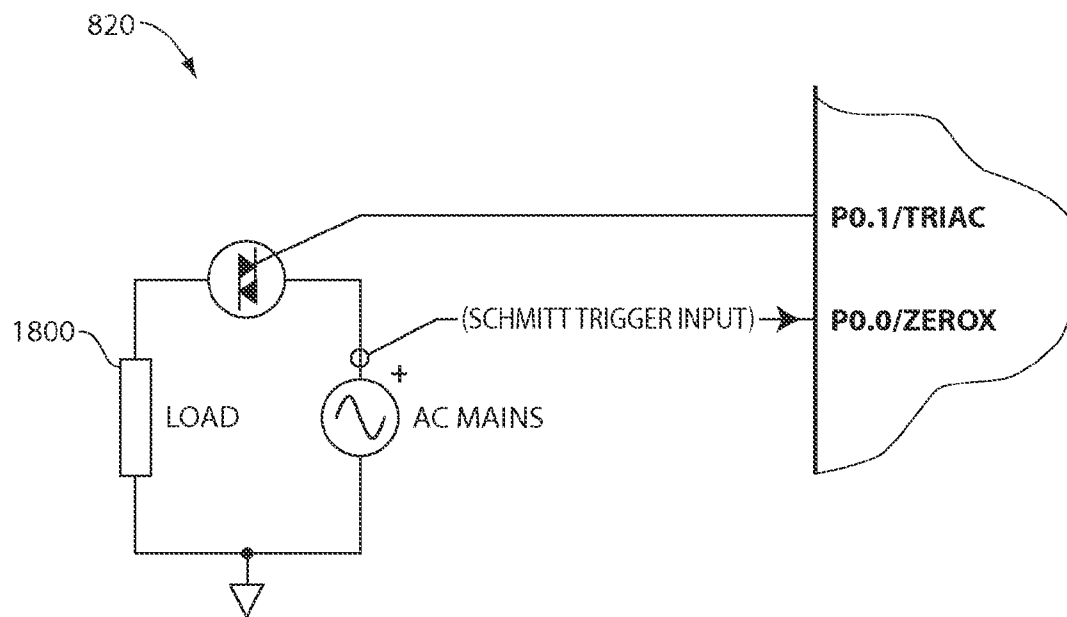 820
P0.1/TRIAC
(SCHMITT TRIGGER INPUT)
P0.0/ZEROX
1800
+
LOAD
AC MAINS